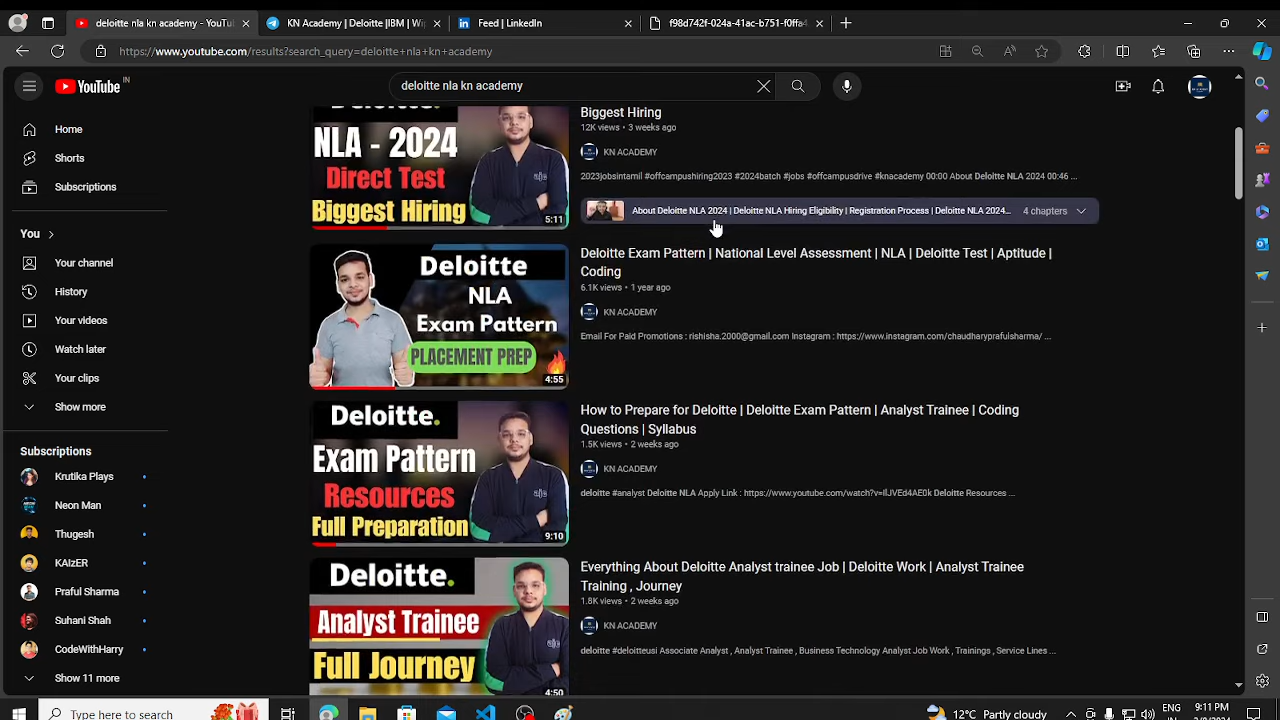 deloitte nla kn academy - YouTu
KN Academy | Deloitte |IBM | Wip
Feed | LinkedIn
f98d742f-024a-41ac-b751-f0ffa4
https://www.youtube.com/results?search_query=deloitte+nla+kn+academy
YouTube IN
deloitte nla kn academy
Home
Shorts
Subscriptions
You
Your channel
History
Your videos
Watch later
Your clips
Show more
Subscriptions
Krutika Plays
Neon Man
Thugesh
KAIzER
Praful Sharma
Suhani Shah
CodeWithHarry
Show 11 more
Deloitte.
NLA - 2024
Direct Test
Biggest Hiring
5:11
Biggest Hiring
12K views • 3 weeks ago
KN ACADEMY
2023jobsintamil #offcampushiring2023 #2024batch #jobs #offcampusdrive #knacademy 00:00 About Deloitte NLA 2024 00:46 ...
About Deloitte NLA 2024 | Deloitte NLA Hiring Eligibility | Registration Process | Deloitte NLA 2024... 4 chapters
Deloitte
NLA
Exam Pattern
PLACEMENT PREP
4:55
Deloitte Exam Pattern | National Level Assessment | NLA | Deloitte Test | Aptitude |
Coding
6.1K views • 1 year ago
KN ACADEMY
Email For Paid Promotions : rishisha.2000@gmail.com Instagram : https://www.instagram.com/chaudharyprafulsharma/ ...
Deloitte.
Exam Pattern
Resources
Full Preparation
9:10
How to Prepare for Deloitte | Deloitte Exam Pattern | Analyst Trainee | Coding
Questions | Syllabus
1.5K views • 2 weeks ago
KN ACADEMY
deloitte #analyst Deloitte NLA Apply Link : https://www.youtube.com/watch?v=IlJVEd4AE0k Deloitte Resources ...
Deloitte.
Analyst Trainee
Full Journey
4:50
Everything About Deloitte Analyst trainee Job | Deloitte Work | Analyst Trainee
Training , Journey
1.8K views • 2 weeks ago
KN ACADEMY
deloitte #deloitteusi Associate Analyst , Analyst Trainee , Business Technology Analyst Job Work , Trainings , Service Lines ...
Type here to search
12°C Partly cloudy
ENG
9:11 PM